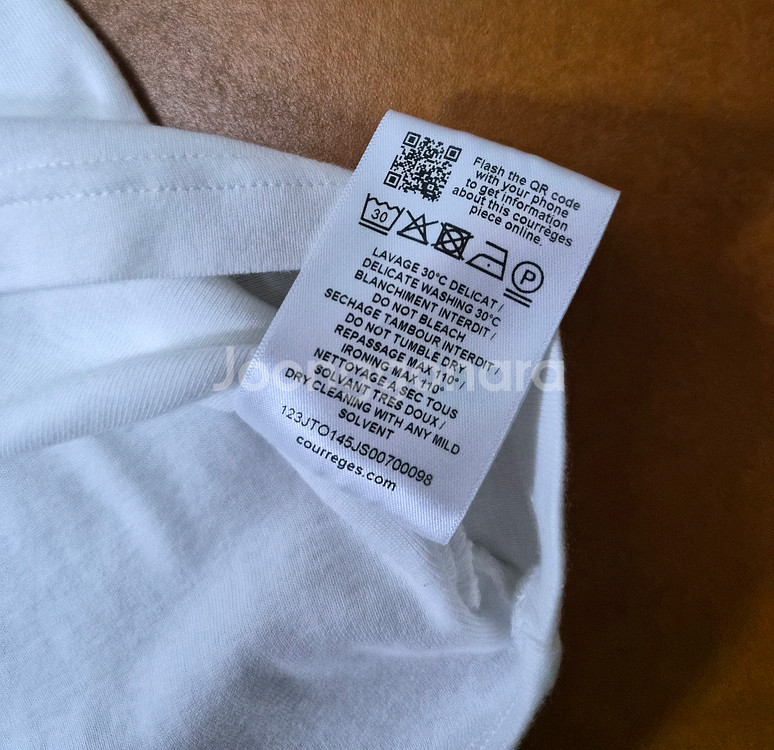 Flash the QR code
with your phone
to get information
about this courrèges
piece online.
30
P
LAVAGE 30°C DELICAT /
DELICATE WASHING 30°C
BLANCHIMENT INTERDIT /
DO NOT BLEACH
SECHAGE TAMBOUR INTERDIT /
DO NOT TUMBLE DRY
REPASSAGE MAX 110°
IRONING MAX 110°
NETTOYAGE A SEC TOUS
SOLVANT TRES DOUX /
DRY CLEANING WITH ANY MILD
SOLVENT
123JTO145JS00700098
courreges.com
Joonggonara